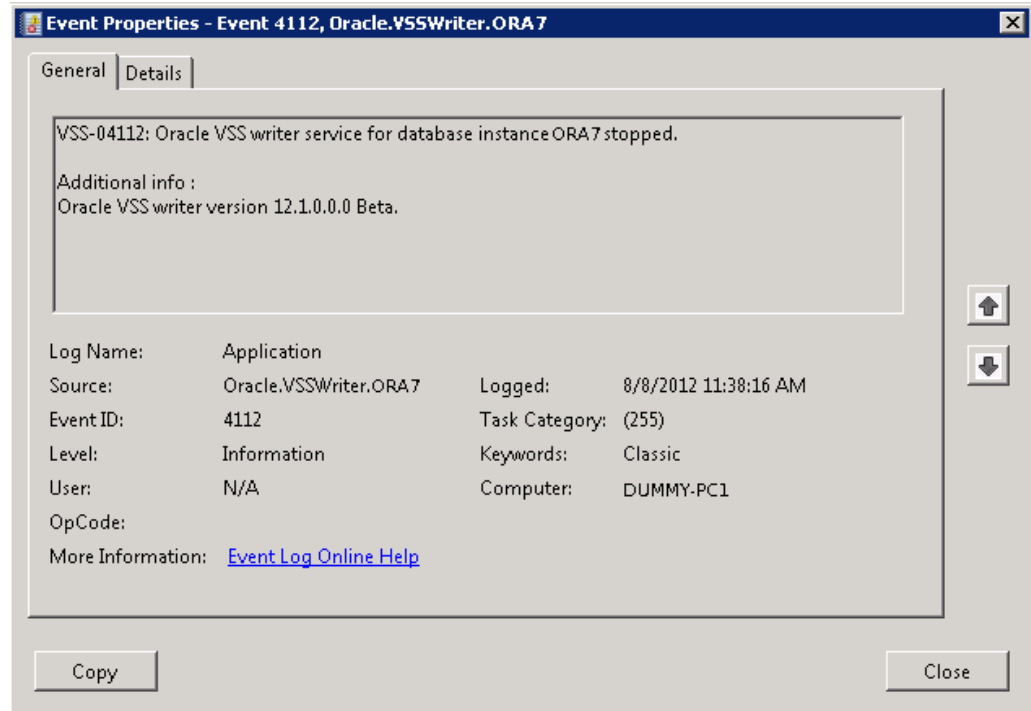 Event Properties - Event 4112, Oracle.VSSWriter.ORA7
General Details
VSS-04112: Oracle VSS writer service for database instance ORA7 stopped.
Additional info :
Oracle VSS writer version 12.1.0.0.0 Beta.
Log Name: Application
Source: Oracle.VSSWriter.ORA7 Logged: 8/8/2012 11:38:16 AM
Event ID: 4112 Task Category: (255)
Level: Information Keywords: Classic
User: N/A Computer: DUMMY-PC1
OpCode:
More Information: Event Log Online Help
Copy Close